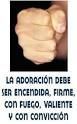 LA ADORACIÓN DEBE
SER ENCENDIDA, FIRME,
CON FUEGO, VALIENTE
Y CON CONVICCIÓN